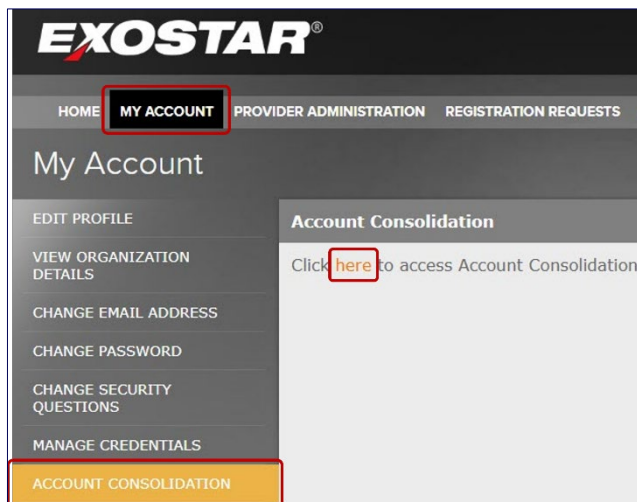 EXOSTAR®
HOME MY ACCOUNT PROVIDER ADMINISTRATION REGISTRATION REQUESTS
My Account
EDIT PROFILE
VIEW ORGANIZATION
DETAILS
CHANGE EMAIL ADDRESS
CHANGE PASSWORD
CHANGE SECURITY
QUESTIONS
MANAGE CREDENTIALS
ACCOUNT CONSOLIDATION
Account Consolidation
Click here to access Account Consolidation